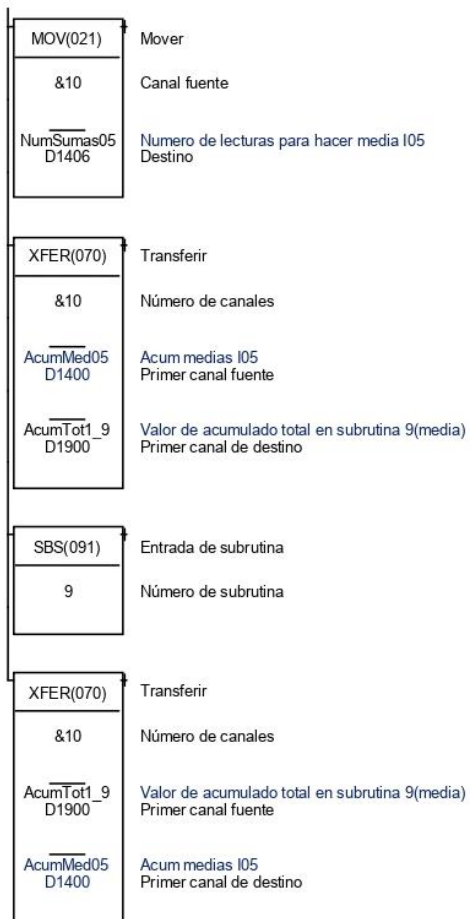 MOV(021) Mover
&10 Canal fuente
NumSumas05 Numero de lecturas para hacer media I05
D1406 Destino
XFER(070) Transferir
&10 Número de canales
AcumMed05 Acum medias I05
D1400 Primer canal fuente
AcumTot1_9 Valor de acumulado total en subrutina 9(media)
D1900 Primer canal de destino
SBS(091) Entrada de subrutina
9 Número de subrutina
XFER(070) Transferir
&10 Número de canales
AcumTot1_9 Valor de acumulado total en subrutina 9(media)
D1900 Primer canal fuente
AcumMed05 Acum medias I05
D1400 Primer canal de destino